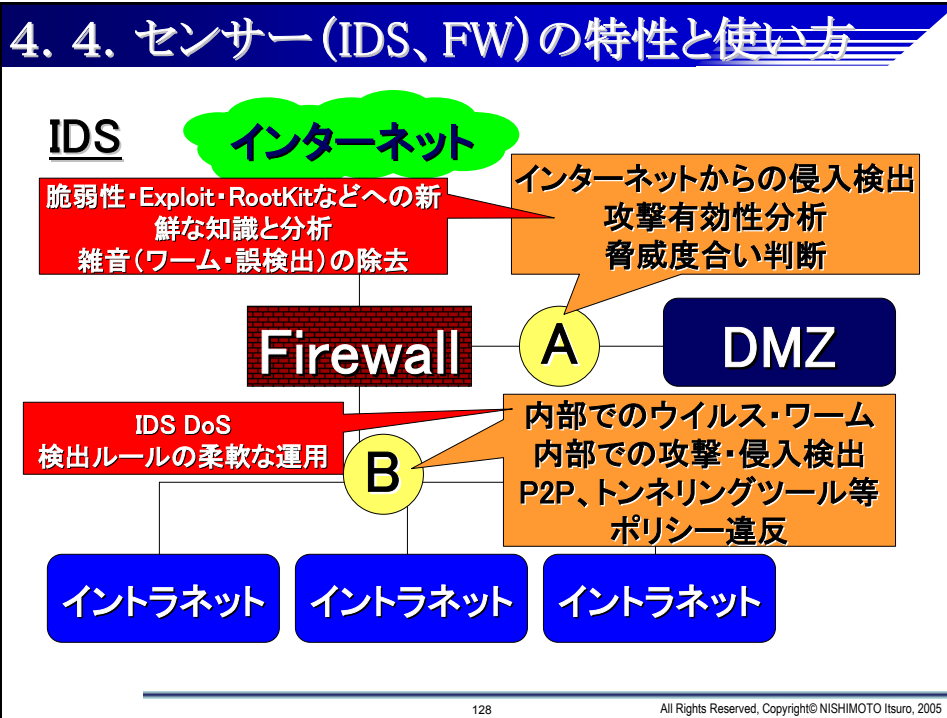 4．4．センサー（IDS、FW）の特性と使い方
IDS
インターネット
脆弱性・Exploit・RootKitなどへの新
鮮な知識と分析
雑音（ワーム・誤検出）の除去
インターネットからの侵入検出
攻撃有効性分析
脅威度合い判断
Firewall
A
DMZ
IDS DoS
検出ルールの柔軟な運用
B
内部でのウイルス・ワーム
内部での攻撃・侵入検出
P2P、トンネリングツール等
ポリシー違反
イントラネット
イントラネット
イントラネット
128
All Rights Reserved, Copyright© NISHIMOTO Itsuro, 2005